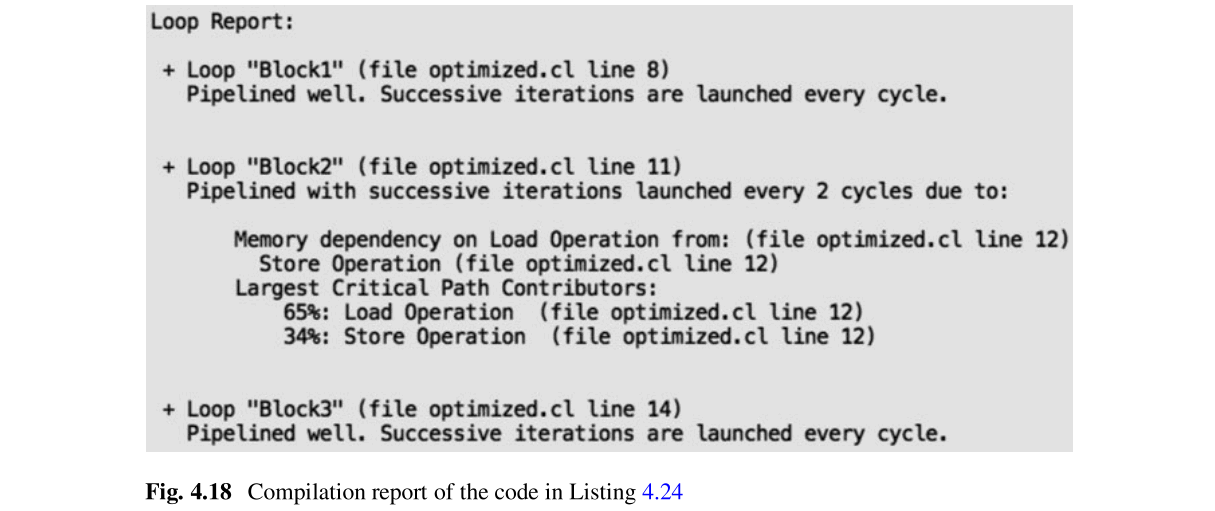 Loop Report:
+ Loop "Block1" (file optimized.cl line 8)
Pipelined well. Successive iterations are launched every cycle.
+ Loop "Block2" (file optimized.cl line 11)
Pipelined with successive iterations launched every 2 cycles due to:
Memory dependency on Load Operation from: (file optimized.cl line 12)
Store Operation (file optimized.cl line 12)
Largest Critical Path Contributors:
65%: Load Operation (file optimized.cl line 12)
34%: Store Operation (file optimized.cl line 12)
+ Loop "Block3" (file optimized.cl line 14)
Pipelined well. Successive iterations are launched every cycle.
Fig. 4.18 Compilation report of the code in Listing 4.24